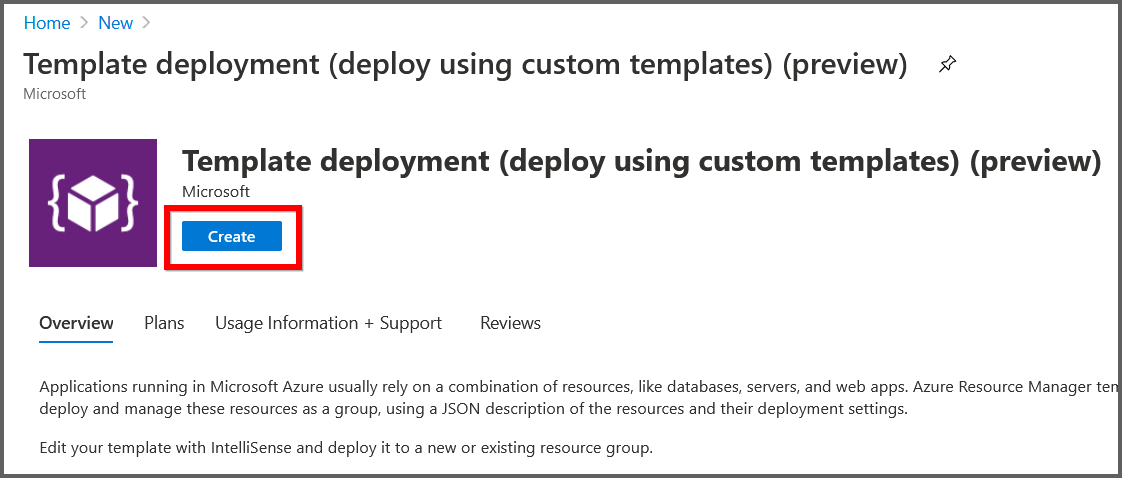 Home > New >
Template deployment (deploy using custom templates) (preview)
Microsoft
Template deployment (deploy using custom templates) (preview)
Microsoft
Create
Overview Plans Usage Information + Support Reviews
Applications running in Microsoft Azure usually rely on a combination of resources, like databases, servers, and web apps. Azure Resource Manager
deploy and manage these resources as a group, using a JSON description of the resources and their deployment settings.
Edit your template with IntelliSense and deploy it to a new or existing resource group.